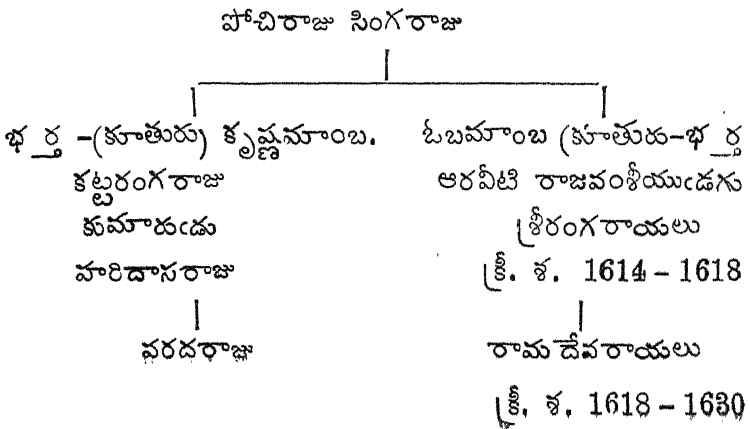 పోచిరాజు సింగరాజు
భర్త -(కూతురు) కృష్ణమాంబ. ఓబమాంబ (కూతురు-భర్త
కట్టరంగరాజు ఆరవీటి రాజవంశీయుఁడగు
కుమారుఁడు శ్రీరంగరాయలు
హరిదాసరాజు క్రీ. శ. 1614 - 1618
వరదరాజు రామ దేవరాయలు
క్రీ. శ. 1618 - 1630